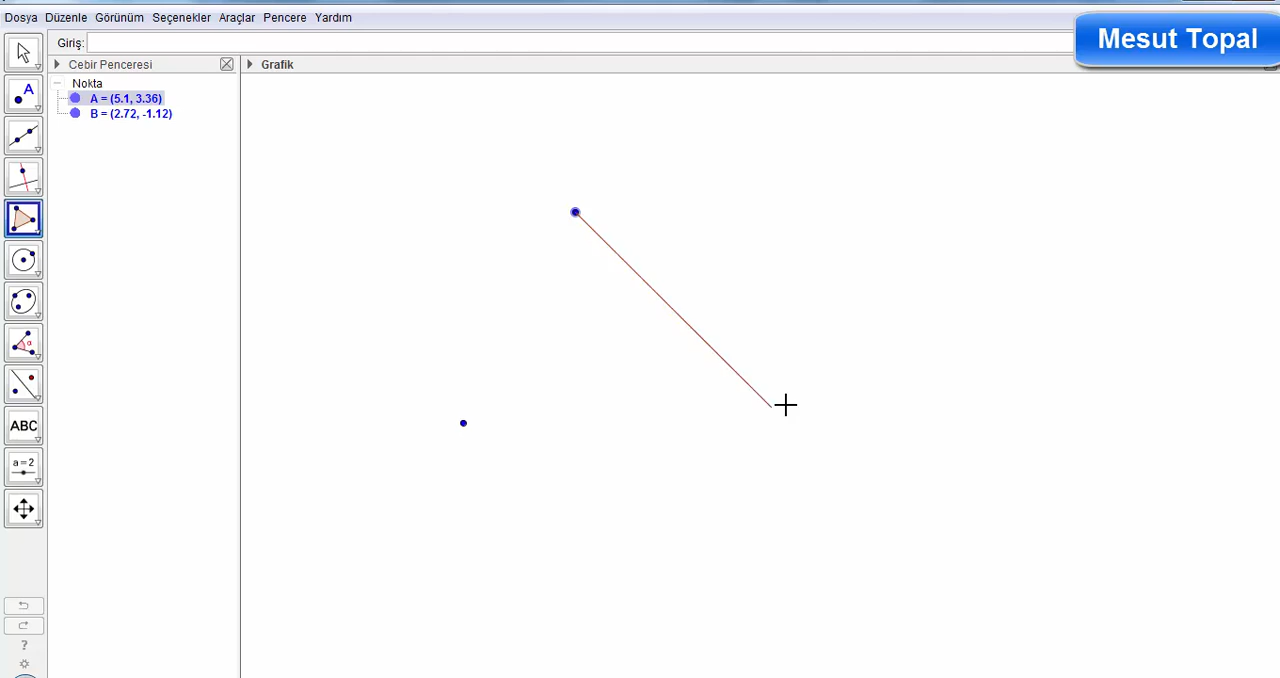 Dosya Düzenle Görünüm Seçenekler Araçlar Pencere Yardım
Mesut Topal
Giriş:
Cebir Penceresi
Grafik
Nokta
A = (5.1, 3.36)
B = (2.72, -1.12)
A
α
ABC
a=2
?